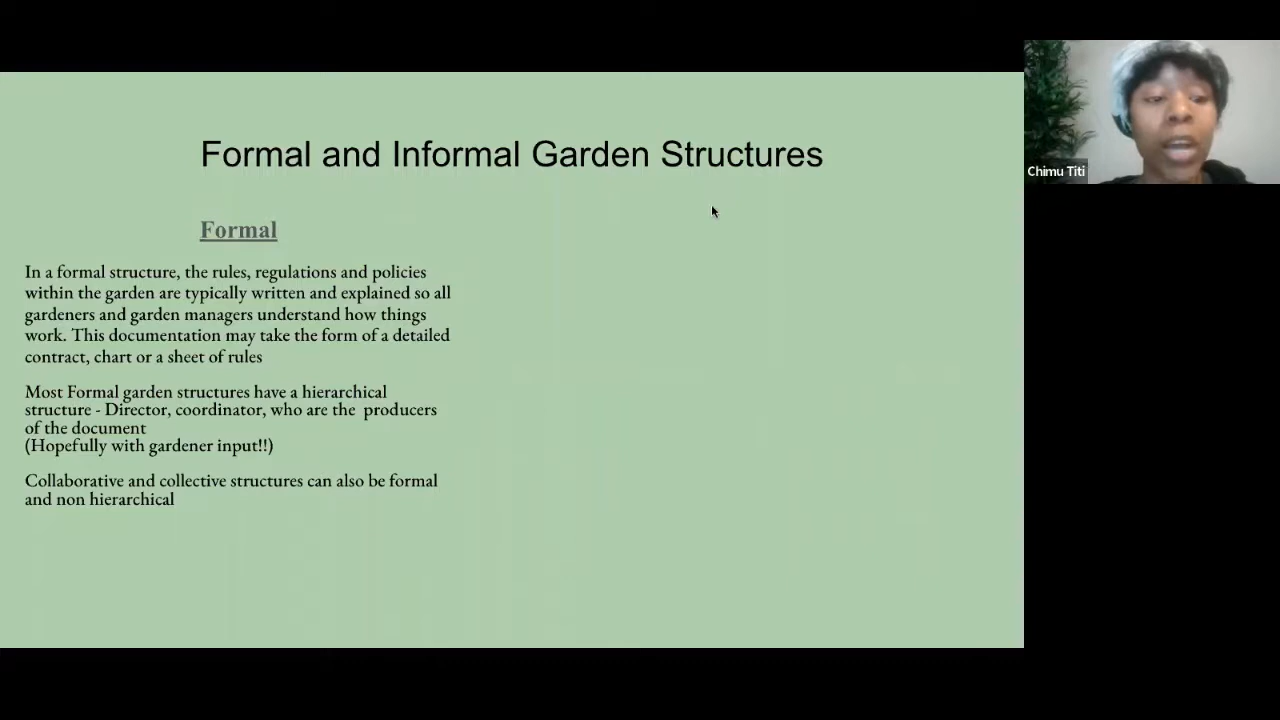 Formal and Informal Garden Structures
Chimu Titi
Formal
In a formal structure, the rules, regulations and policies
within the garden are typically written and explained so all
gardeners and garden managers understand how things
work. This documentation may take the form of a detailed
contract, chart or a sheet of rules
Most Formal garden structures have a hierarchical
structure - Director, coordinator, who are the  producers
of the document
(Hopefully with gardener input!!)
Collaborative and collective structures can also be formal
and non hierarchical